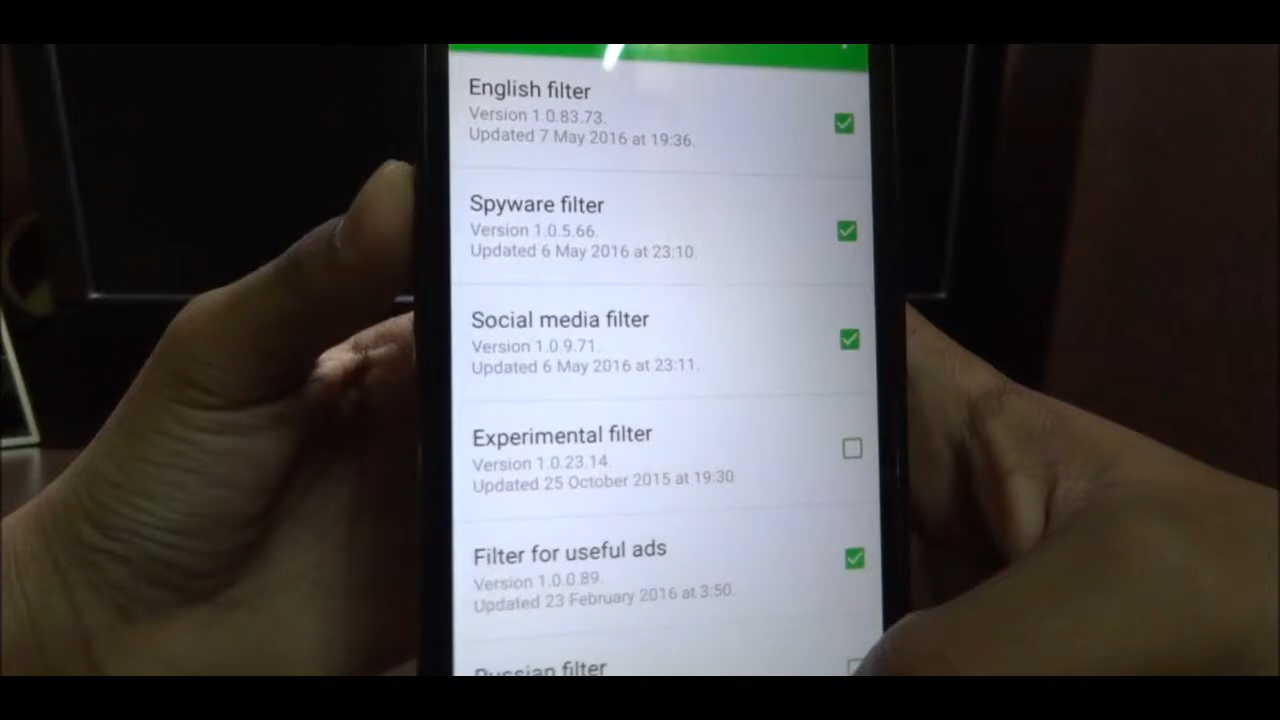 English filter
Version 1.0.83.73.
Updated 7 May 2016 at 19:36.
Spyware filter
Version 1.0.5.66.
Updated 6 May 2016 at 23:10.
Social media filter
Version 1.0.9.71.
Updated 6 May 2016 at 23:11.
Experimental filter
Version 1.0.23.14.
Updated 25 October 2015 at 19:30
Filter for useful ads
Version 1.0.0.89.
Updated 23 February 2016 at 3:50.
Russian filter